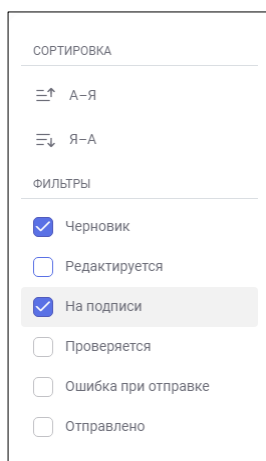 СОРТИРОВКА
А–Я
Я–А
ФИЛЬТРЫ
Черновик
Редактируется
На подписи
Проверяется
Ошибка при отправке
Отправлено